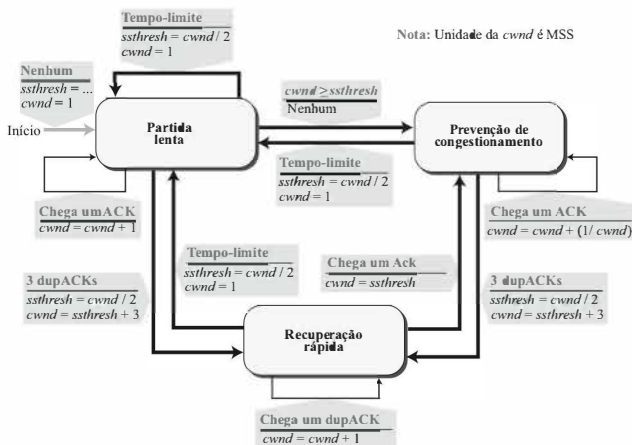 Tempo-limite
ssthresh = cwnd / 2
cwnd = 1
Nota: Unidade da cwnd é MSS
Nenhum
ssthresh = ...
cwnd = 1
Início
cwnd ≥ ssthresh
Nenhum
Partida
lenta
Prevenção de
congestionamento
Tempo-limite
ssthresh = cwnd / 2
cwnd = 1
Chega um ACK
cwnd = cwnd + 1
Chega um ACK
cwnd = cwnd + (1/ cwnd)
Tempo-limite
ssthresh = cwnd / 2
cwnd = 1
Chega um Ack
cwnd = ssthresh
3 dupACKs
ssthresh = cwnd / 2
cwnd = ssthresh + 3
3 dupACKs
ssthresh = cwnd / 2
cwnd = ssthresh + 3
Recuperação
rápida
Chega um dupACK
cwnd = cwnd + 1